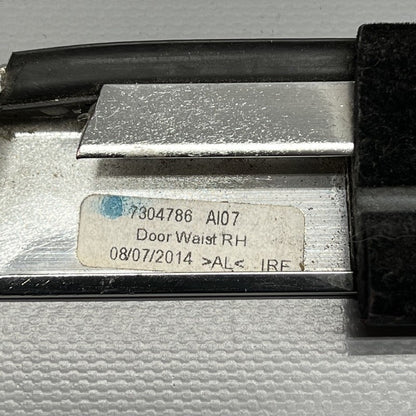 7304786 AI07
Door Waist RH
08/07/2014 >AL< IRF